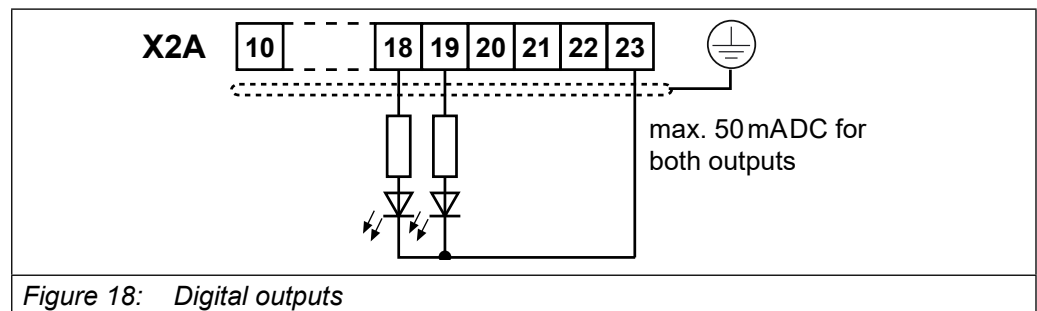 X2A 10 18 19 20 21 22 23
max. 50 mADC for
both outputs
Figure 18: Digital outputs